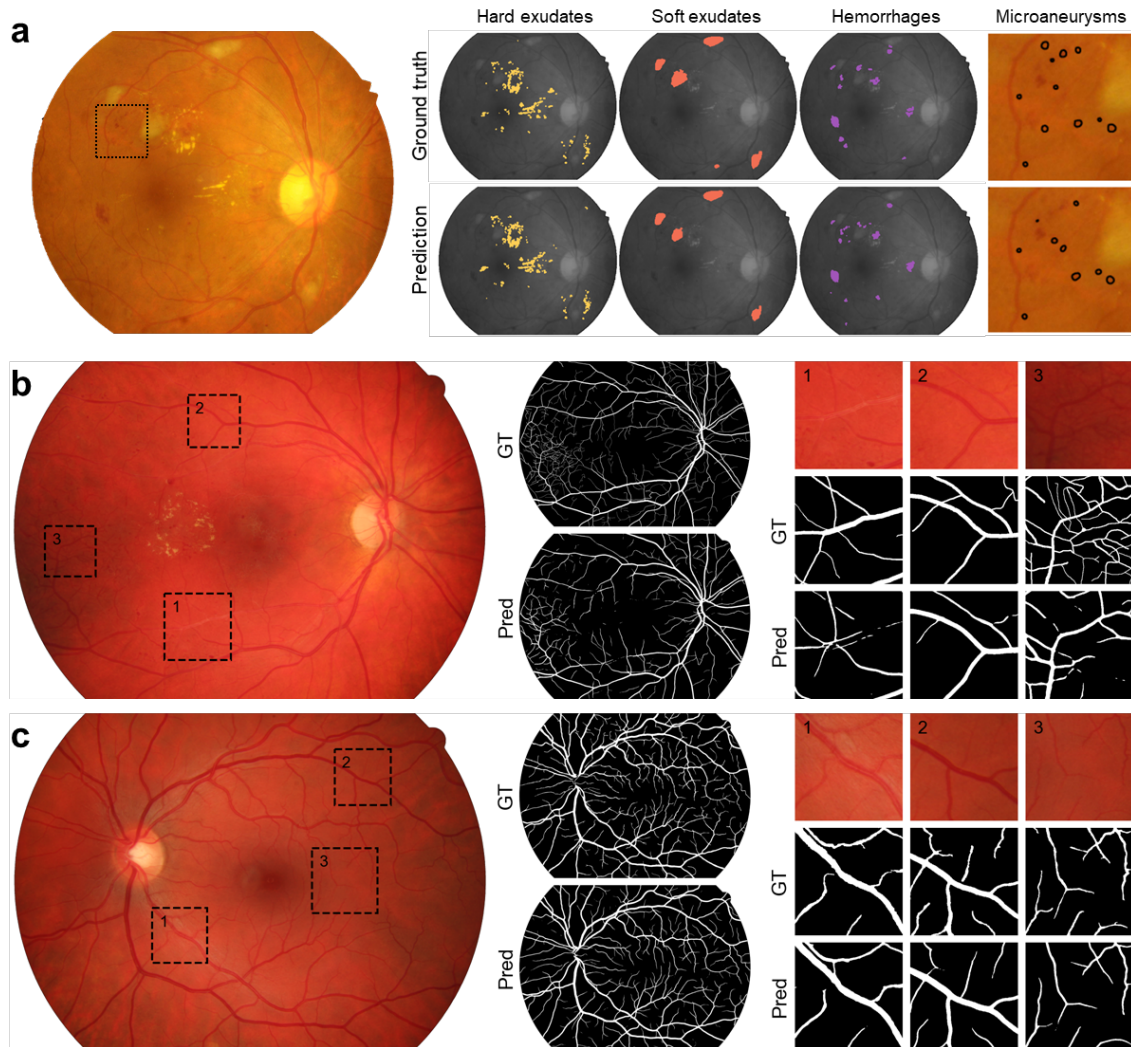 a
Hard exudates
Soft exudates
Hemorrhages
Microaneurysms
Ground truth
Prediction
b
2
3
1
GT
Pred
1
2
3
GT
Pred
c
2
3
1
GT
Pred
1
2
3
GT
Pred